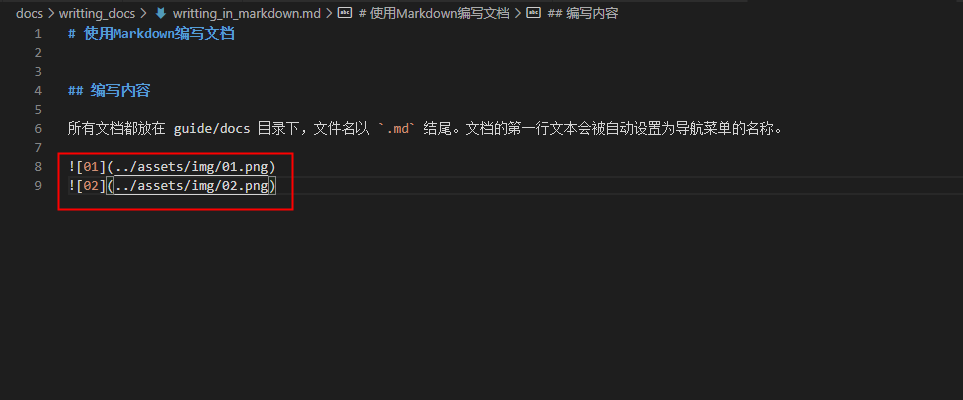 docs > writting_docs > writting_in_markdown.md > # 使用Markdown编写文档 > ## 编写内容
1 # 使用Markdown编写文档
2
3
4 ## 编写内容
5
6 所有文档都放在 guide/docs 目录下，文件名以 `.md` 结尾。文档的第一行文本会被自动设置为导航菜单的名称。
7
8 ![01](../assets/img/01.png)
9 ![02](../assets/img/02.png)